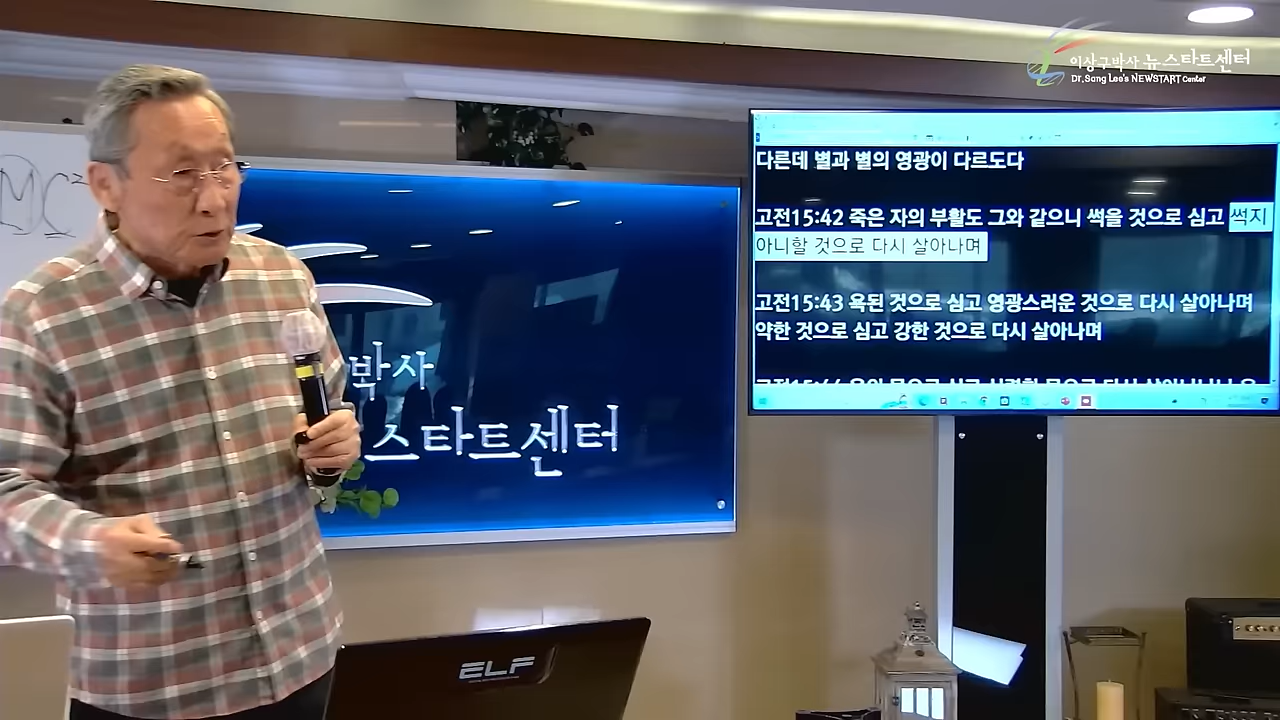 이상구박사 뉴스타트센터
Dr.Sang Lee's NEWSTART Center
MC²
다른데 별과 별의 영광이 다르도다
고전15:42 죽은 자의 부활도 그와 같으니 썩을 것으로 심고 썩지
아니할 것으로 다시 살아나며
고전15:43 욕된 것으로 심고 영광스러운 것으로 다시 살아나며
약한 것으로 심고 강한 것으로 다시 살아나며
박사
스타트센터
ELF